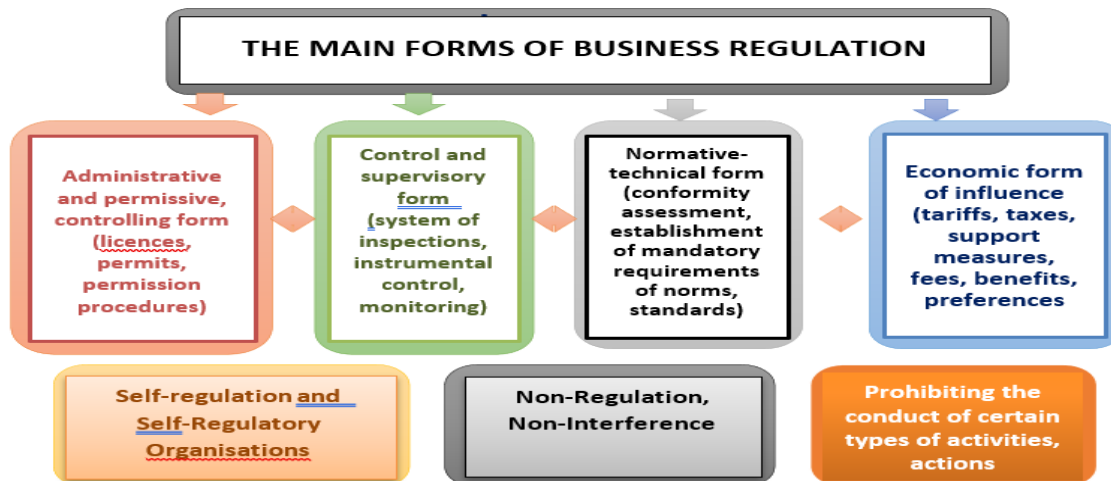 THE MAIN FORMS OF BUSINESS REGULATION
Administrative
and permissive,
controlling form
(licences,
permits,
permission
procedures)
Control and
supervisory
form
(system of
inspections,
instrumental
control,
monitoring)
Normative-
technical form
(conformity
assessment,
establishment
of mandatory
requirements
of norms,
standards)
Economic form
of influence
(tariffs, taxes,
support
measures,
fees, benefits,
preferences
Self-regulation and
Self-Regulatory
Organisations
Non-Regulation,
Non-Interference
Prohibiting the
conduct of certain
types of activities,
actions